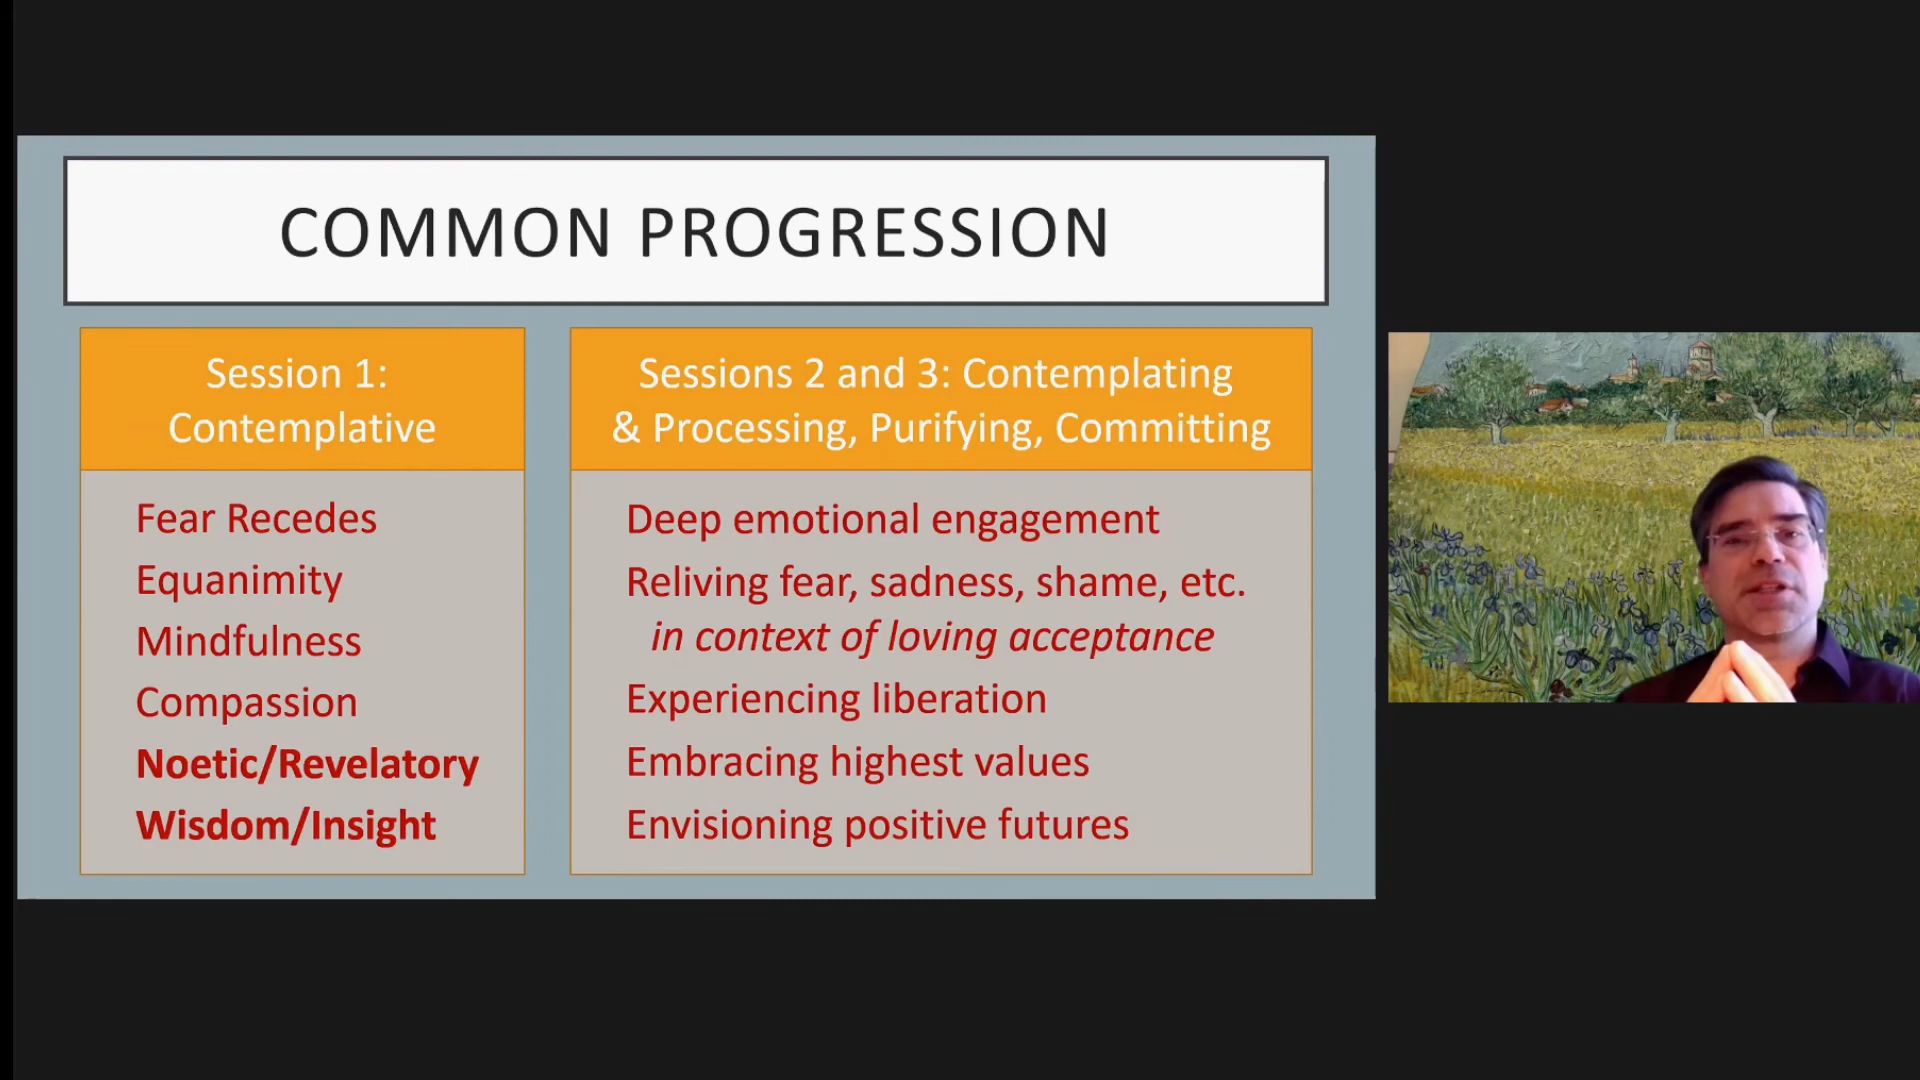 COMMON PROGRESSION
Session 1:
Contemplative
Fear Recedes
Equanimity
Mindfulness
Compassion
Noetic/Revelatory
Wisdom/Insight
Sessions 2 and 3: Contemplating
& Processing, Purifying, Committing
Deep emotional engagement
Reliving fear, sadness, shame, etc.
in context of loving acceptance
Experiencing liberation
Embracing highest values
Envisioning positive futures